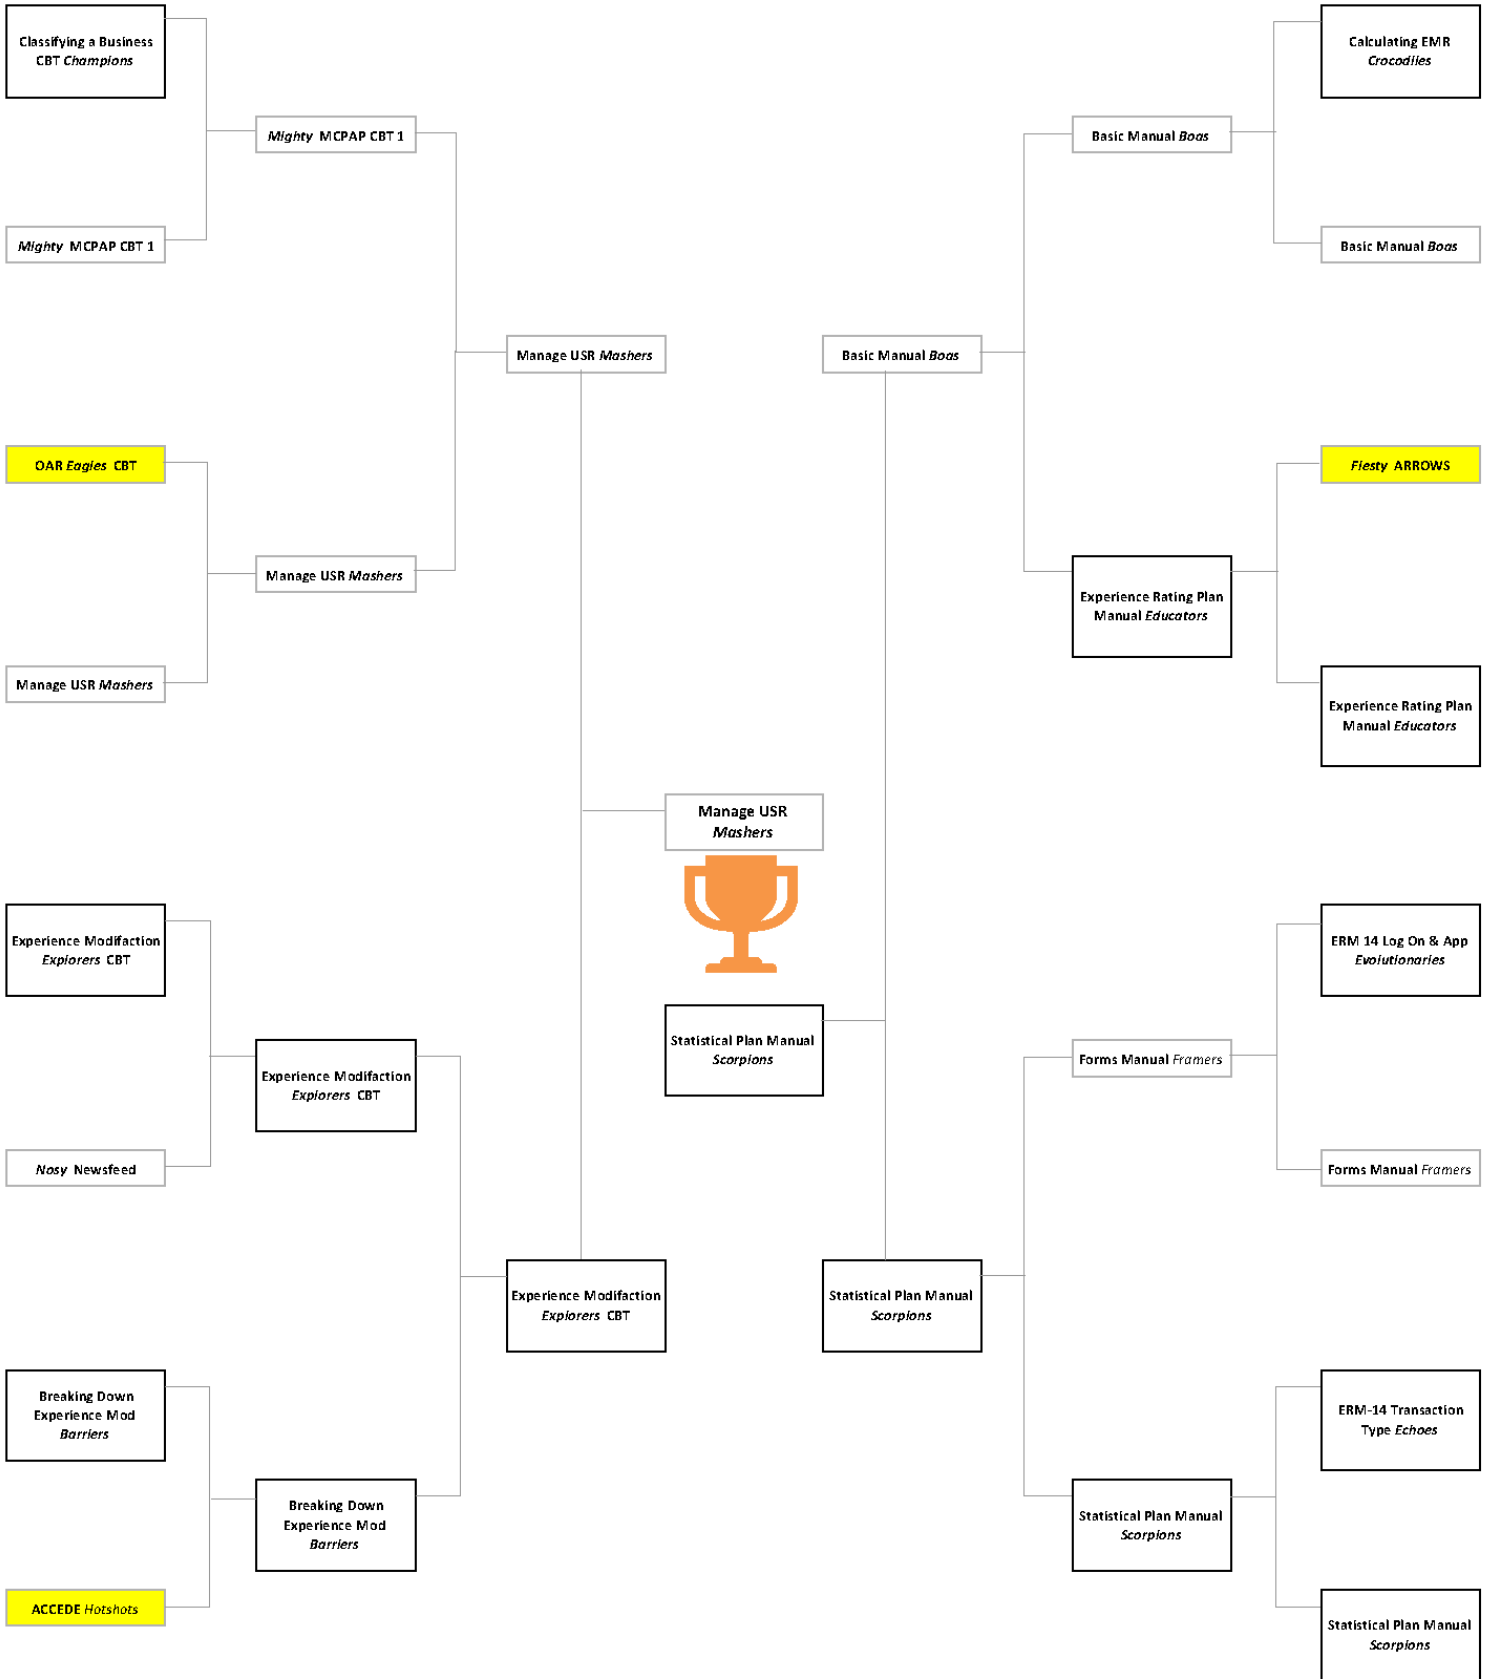 Classifying a Business
CBT Champions
Mighty MCPAP CBT 1
Mighty MCPAP CBT 1
OAR Eagles CBT
Manage USR Mashers
Manage USR Mashers
Manage USR Mashers
Experience Modifaction
Explorers CBT
Nosy Newsfeed
Experience Modifaction
Explorers CBT
Breaking Down
Experience Mod
Barriers
ACCEDE Hotshots
Breaking Down
Experience Mod
Barriers
Experience Modifaction
Explorers CBT
Manage USR
Mashers
Statistical Plan Manual
Scorpions
Basic Manual Boas
Statistical Plan Manual
Scorpions
Basic Manual Boas
Experience Rating Plan
Manual Educators
Forms Manual Framers
Statistical Plan Manual
Scorpions
Calculating EMR
Crocodiles
Basic Manual Boas
Fiesty ARROWS
Experience Rating Plan
Manual Educators
ERM 14 Log On & App
Evolutionaries
Forms Manual Framers
ERM-14 Transaction
Type Echoes
Statistical Plan Manual
Scorpions